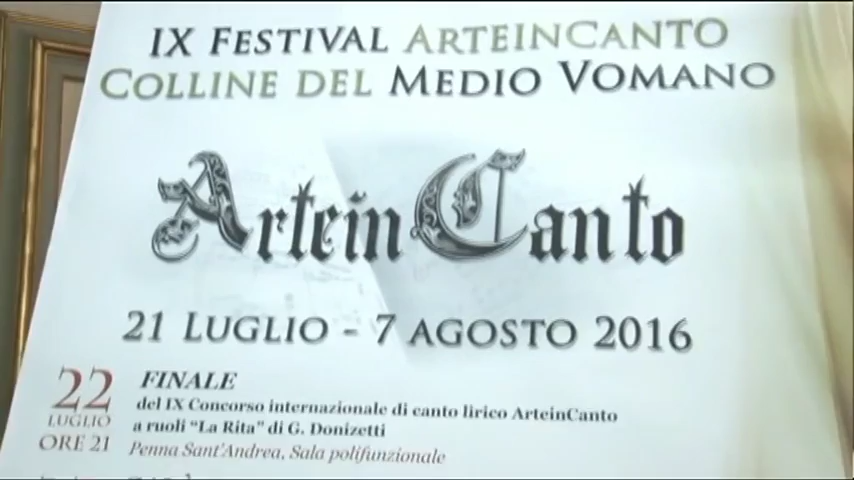 IX FESTIVAL ARTEINCANTO
COLLINE DEL MEDIO VOMANO
ArteinCanto
21 LUGLIO - 7 AGOSTO 2016
22
LUGLIO
ORE 21
FINALE
del IX Concorso internazionale di canto lirico ArteinCanto
a ruoli "La Rita" di G. Donizetti
Penna Sant'Andrea, Sala polifunzionale